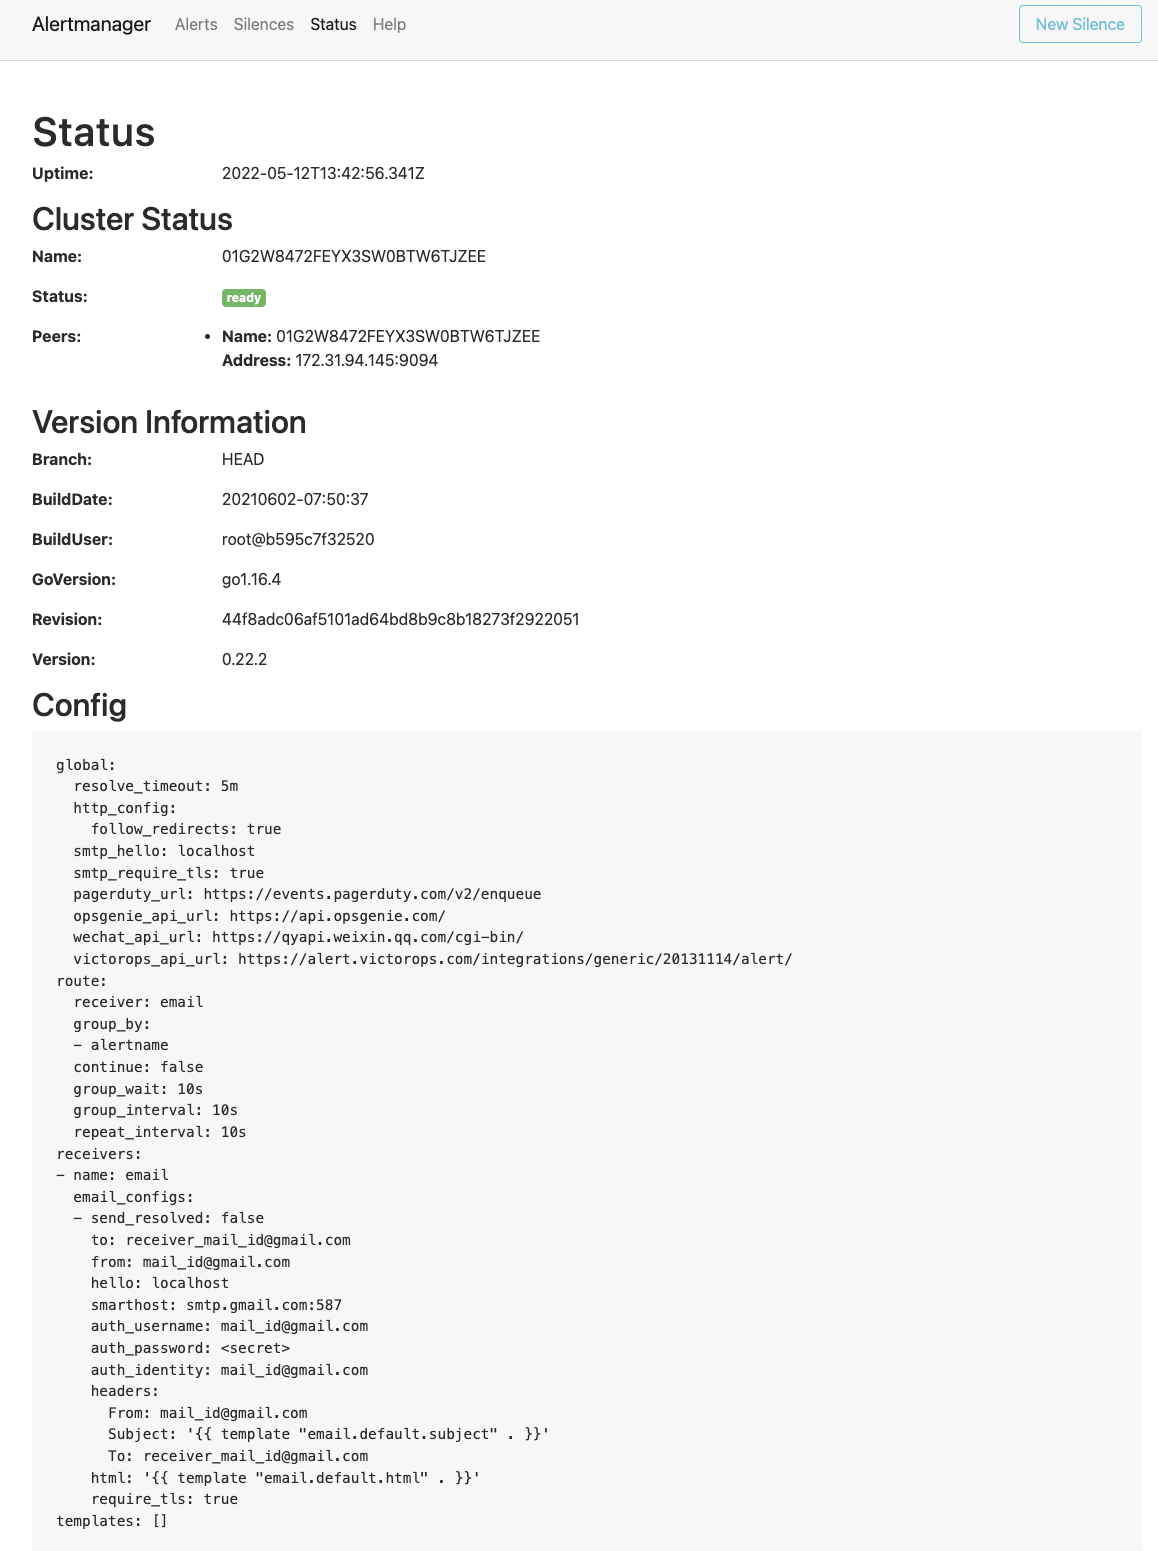 Alertmanager Alerts Silences Status Help New Silence
Status
Uptime: 2022-05-12T13:42:56.341Z
Cluster Status
Name: 01G2W8472FEYX3SW0BTW6TJZEE
Status: ready
Peers: • Name: 01G2W8472FEYX3SW0BTW6TJZEE
Address: 172.31.94.145:9094
Version Information
Branch: HEAD
BuildDate: 20210602-07:50:37
BuildUser: root@b595c7f32520
GoVersion: go1.16.4
Revision: 44f8adc06af5101ad64bd8b9c8b18273f2922051
Version: 0.22.2
Config
global:
  resolve_timeout: 5m
  http_config:
    follow_redirects: true
  smtp_hello: localhost
  smtp_require_tls: true
  pagerduty_url: https://events.pagerduty.com/v2/enqueue
  opsgenie_api_url: https://api.opsgenie.com/
  wechat_api_url: https://qyapi.weixin.qq.com/cgi-bin/
  victorops_api_url: https://alert.victorops.com/integrations/generic/20131114/alert/
route:
  receiver: email
  group_by:
  - alertname
  continue: false
  group_wait: 10s
  group_interval: 10s
  repeat_interval: 10s
receivers:
- name: email
  email_configs:
  - send_resolved: false
    to: receiver_mail_id@gmail.com
    from: mail_id@gmail.com
    hello: localhost
    smarthost: smtp.gmail.com:587
    auth_username: mail_id@gmail.com
    auth_password: <secret>
    auth_identity: mail_id@gmail.com
    headers:
      From: mail_id@gmail.com
      Subject: '{{ template "email.default.subject" . }}'
      To: receiver_mail_id@gmail.com
    html: '{{ template "email.default.html" . }}'
    require_tls: true
templates: []